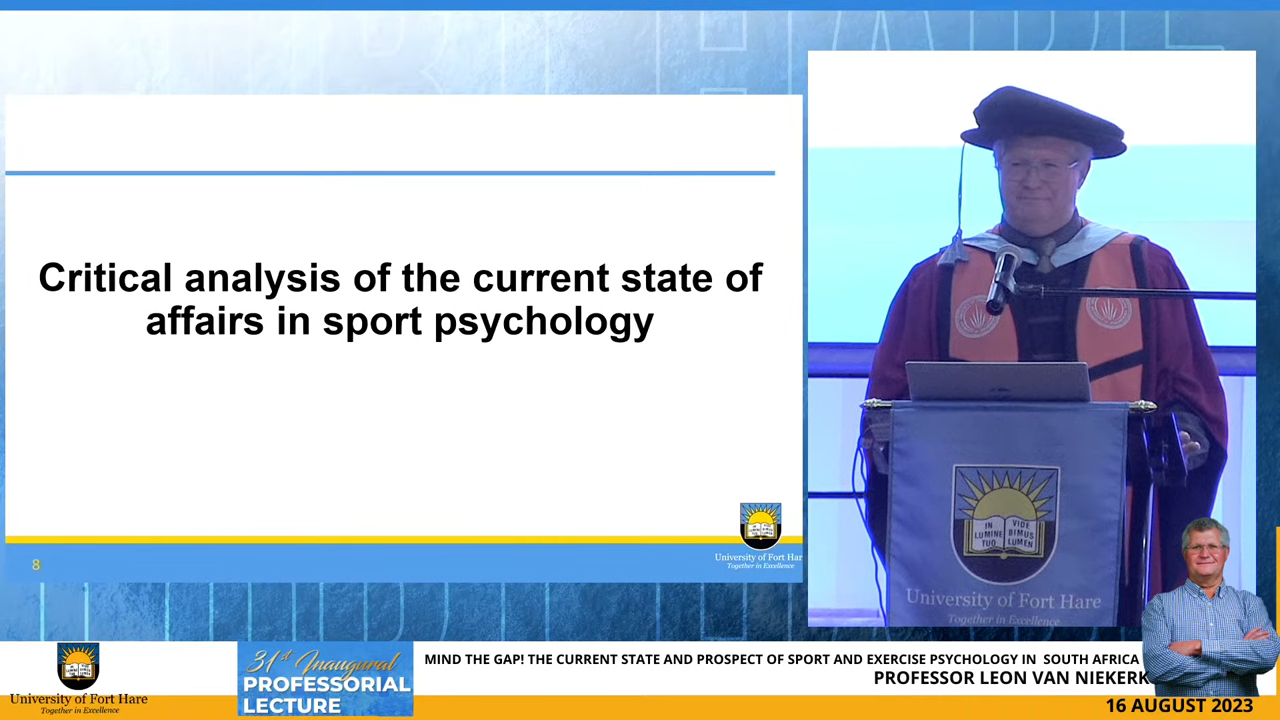 Critical analysis of the current state of
affairs in sport psychology
8
University of Fort Har
Together in Excellence
IN
LUMINE
TUO
VIDE
BIMUS
LUMEN
University of Fort Hare
Together in Excellence
University of Fort Hare
Together in Excellence
31st Inaugural
PROFESSORIAL
LECTURE
MIND THE GAP! THE CURRENT STATE AND PROSPECT OF SPORT AND EXERCISE PSYCHOLOGY IN SOUTH AFRICA
PROFESSOR LEON VAN NIEKERK
16 AUGUST 2023